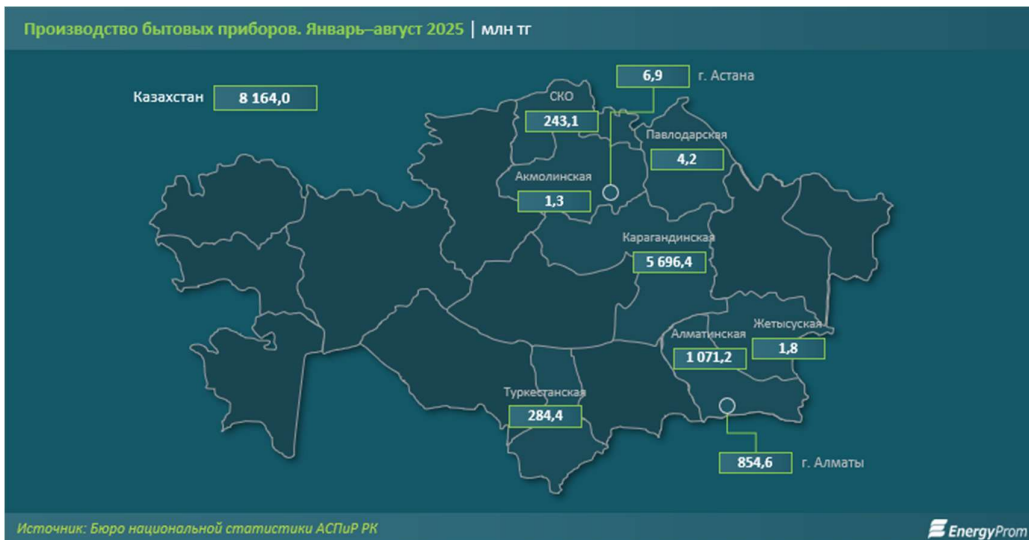 Производство бытовых приборов. Январь–август 2025 | млн тг
Казахстан 8 164,0
6,9 г. Астана
СКО
243,1
Павлодарская
4,2
Акмолинская
1,3
Карагандинская
5 696,4
Жетысуская
1,8
Алматинская
1 071,2
Туркестанская
284,4
854,6 г. Алматы
Источник: Бюро национальной статистики АСПиР РК
EnergyProm